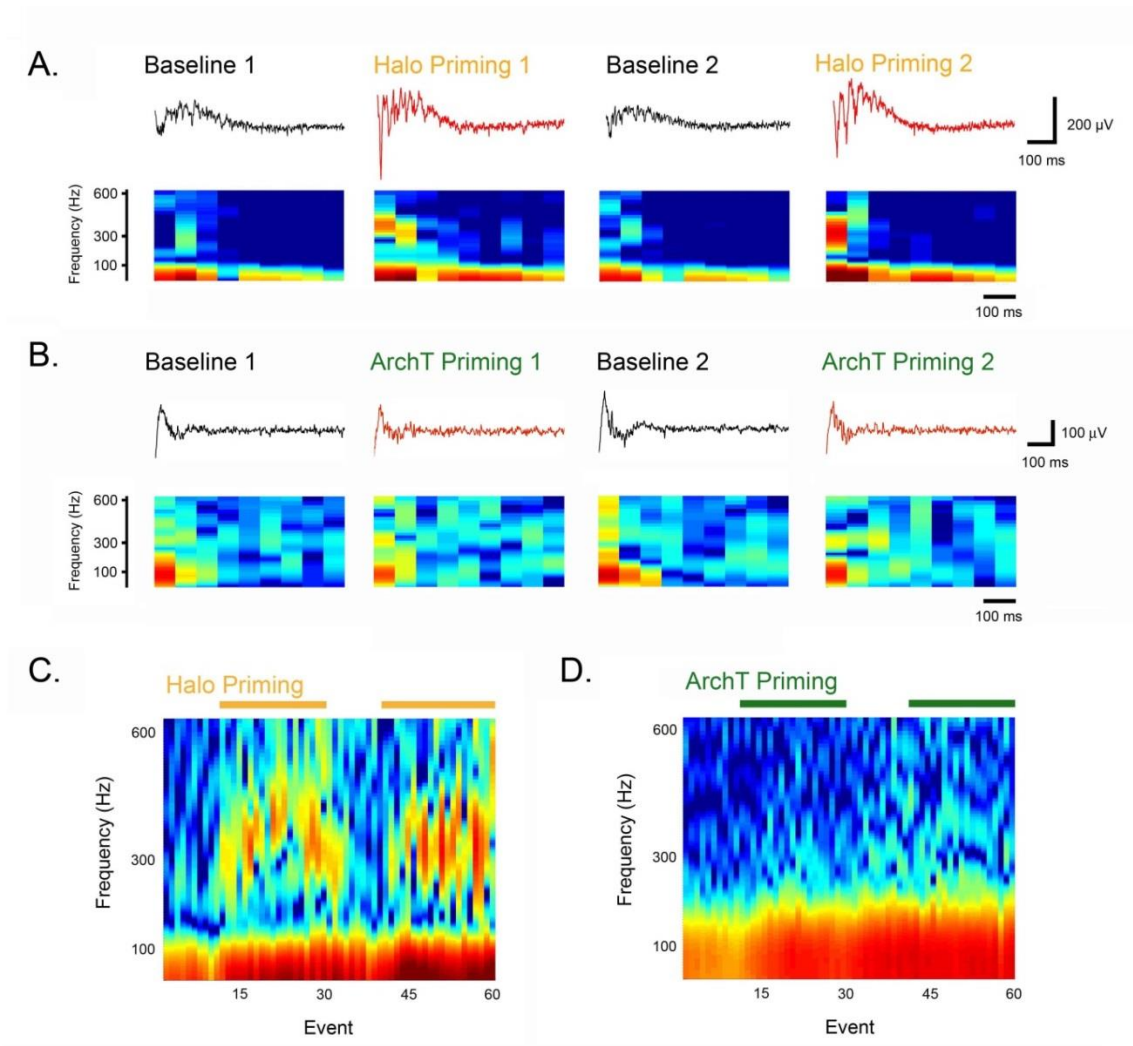 A.
Baseline 1 Halo Priming 1 Baseline 2 Halo Priming 2
200 µV
100 ms
Frequency (Hz)
600
300
100
100 ms
B.
Baseline 1 ArchT Priming 1 Baseline 2 ArchT Priming 2
100 µV
100 ms
Frequency (Hz)
600
300
100
100 ms
C.
Halo Priming
Frequency (Hz)
600
300
100
15 30 45 60
Event
D.
ArchT Priming
Frequency (Hz)
600
300
100
15 30 45 60
Event